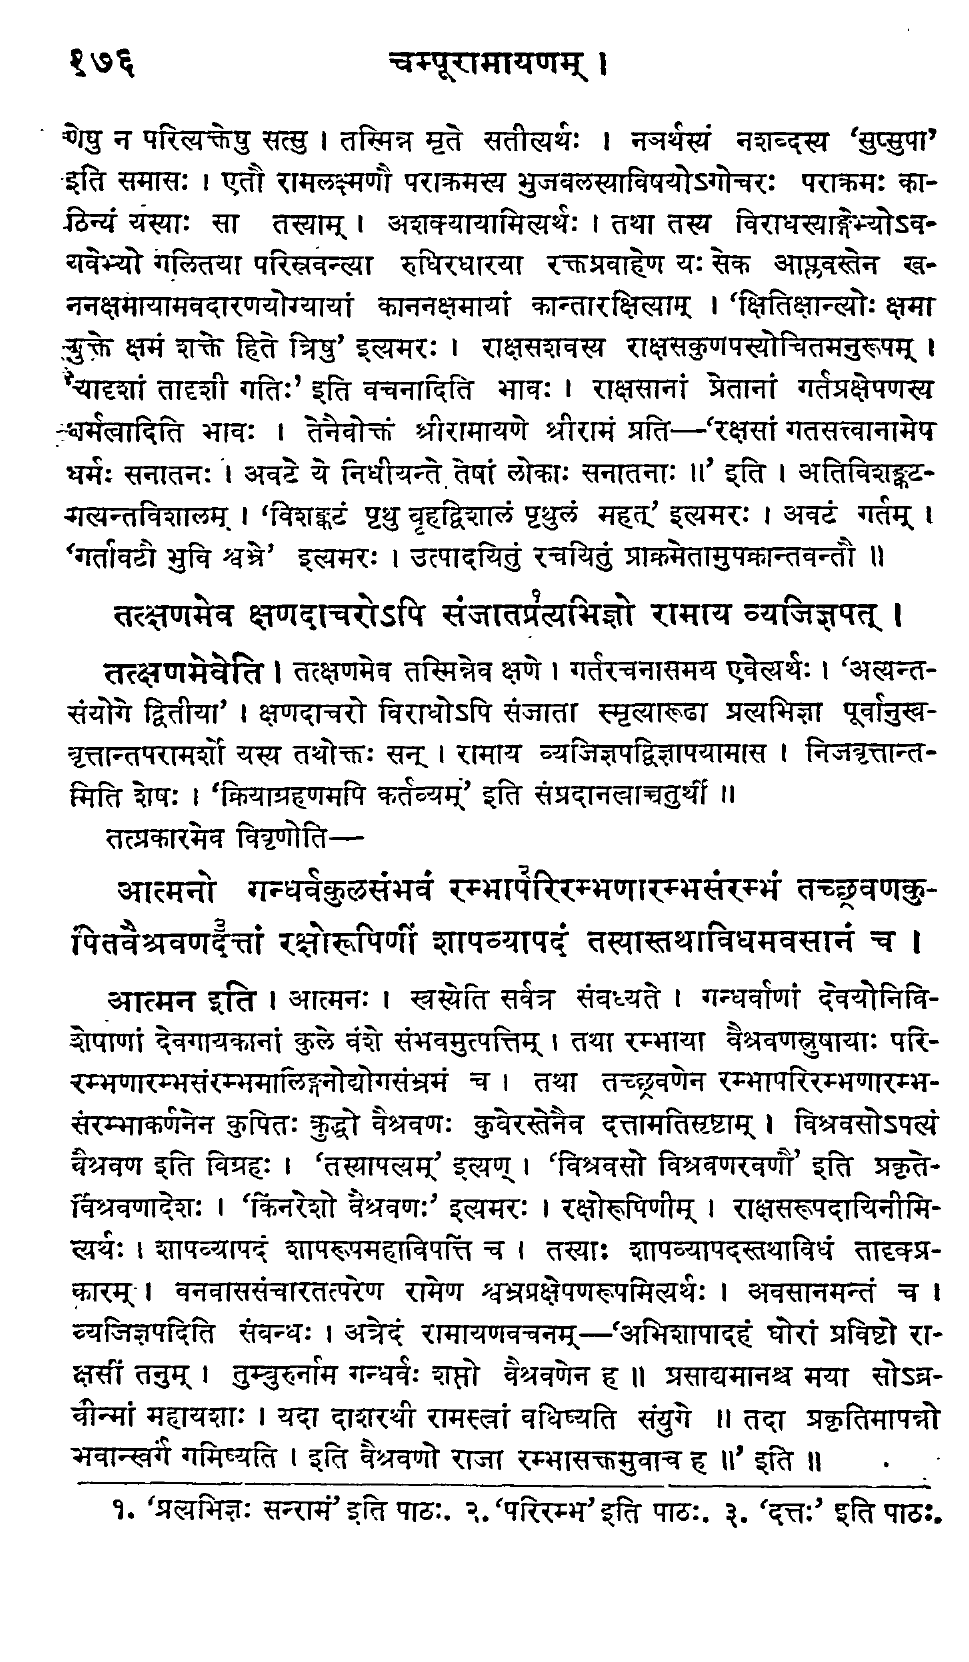 १७६ चम्पूरामायणम् ।
णेषु न परित्यक्तेषु सत्सु । तस्मिन्न मृते सतीत्यर्थः । नञर्थस्य नशब्दस्य ‘सुप्सुपा’
इति समासः । एतौ रामलक्ष्मणौ पराक्रमस्य भुजबलस्याविषयोऽगोचरः पराक्रमः का-
ठिन्यं यस्याः सा तस्याम् । अशक्यायामित्यर्थः । तथा तस्य विराधस्याङ्गेभ्योऽव-
यवेभ्यो गलितया परिस्रवन्त्या रुधिरधारया रक्तप्रवाहेण यः सेक आप्लवस्तेन ख-
ननक्षमायामवदारणयोग्यायां काननक्षमायां कान्तारक्षित्याम् । ‘क्षितिक्षान्त्योः क्षमा
युक्ते क्षमं शक्ते हिते त्रिषु’ इत्यमरः । राक्षसशवस्य राक्षसकुणपस्योचितमनुरूपम् ।
‘यादृशां तादृशी गतिः’ इति वचनादिति भावः । राक्षसानां प्रेतानां गर्तप्रक्षेपणस्य
धर्मत्वादिति भावः । तेनैवोक्तं श्रीरामायणे श्रीरामं प्रति—‘रक्षसां गतसत्त्वानामेष
धर्मः सनातनः । अवटे ये निधीयन्ते तेषां लोकाः सनातनाः ॥’ इति । अतिविशङ्कट-
मत्यन्तविशालम् । ‘विशङ्कटं पृथु बृहद्विशालं पृथुलं महत्’ इत्यमरः । अवटं गर्तम् ।
‘गर्तावटौ भुवि श्वभ्रे’ इत्यमरः । उत्पादयितुं रचयितुं प्राक्रमेतामुपक्रान्तवन्तौ ॥
तत्क्षणमेव क्षणदाचरोऽपि संजातप्रत्यभिज्ञो१ रामाय व्यजिज्ञपत् ।
तत्क्षणमेवेति । तत्क्षणमेव तस्मिन्नेव क्षणे । गर्तरचनासमय एवेत्यर्थः । ‘अत्यन्त-
संयोगे द्वितीया’ । क्षणदाचरो विराधोऽपि संजाता स्मृत्यारूढा प्रत्यभिज्ञा पूर्वानुख-
वृत्तान्तपरामर्शो यस्य तथोक्तः सन् । रामाय व्यजिज्ञपद्विज्ञापयामास । निजवृत्तान्त-
मिति शेषः । ‘क्रियाग्रहणमपि कर्तव्यम्’ इति संप्रदानत्वाच्चतुर्थी ॥
तत्प्रकारमेव विवृणोति—
आत्मनो गन्धर्वकुलसंभवं रम्भापरि२रम्भणारम्भसंरम्भं तच्छ्रवणकु-
पितवैश्रवणदत्तां३ रक्षोरूपिणीं शापव्यापदं तस्यास्तथाविधमवसानं च ।
आत्मन इति । आत्मनः । स्वस्येति सर्वत्र संबध्यते । गन्धर्वाणां देवयोनिवि-
शेषाणां देवगायकानां कुले वंशे संभवमुत्पत्तिम् । तथा रम्भाया वैश्रवणस्नुषायाः परि-
रम्भणारम्भसंरम्भमालिङ्गनोद्योगसंभ्रमं च । तथा तच्छ्रवणेन रम्भापरिरम्भणारम्भ-
संरम्भाकर्णनेन कुपितः क्रुद्धो वैश्रवणः कुबेरस्तेनैव दत्तामतिसृष्टाम् । विश्रवसोऽपत्यं
वैश्रवण इति विग्रहः । ‘तस्यापत्यम्’ इत्यण् । ‘विश्रवसो विश्रवणरवणौ’ इति प्रकृते-
र्विश्रवणादेशः । ‘किंनरेशो वैश्रवणः’ इत्यमरः । रक्षोरूपिणीम् । राक्षसरूपदायिनीमि-
त्यर्थः । शापव्यापदं शापरूपमहाविपत्तिं च । तस्याः शापव्यापदस्तथाविधं तादृक्प्र-
कारम् । वनवाससंचारतत्परेण रामेण श्वभ्रप्रक्षेपणरूपमित्यर्थः । अवसानमन्तं च ।
व्यजिज्ञपदिति संबन्धः । अत्रेदं रामायणवचनम्—‘अभिशापादहं घोरां प्रविष्टो रा-
क्षसीं तनुम् । तुम्बुरुर्नाम गन्धर्वः शप्तो वैश्रवणेन ह ॥ प्रसाद्यमानश्च मया सोऽब्र-
वीन्मां महायशाः । यदा दाशरथी रामस्त्वां वधिष्यति संयुगे ॥ तदा प्रकृतिमापन्नो
भवान्स्वर्गं गमिष्यति । इति वैश्रवणो राजा रम्भासक्तमुवाच ह ॥’ इति ॥
१. ‘प्रत्यभिज्ञः सन्रामं’ इति पाठः. २. ‘परिरम्भ’ इति पाठः. ३. ‘दत्तः’ इति पाठः.